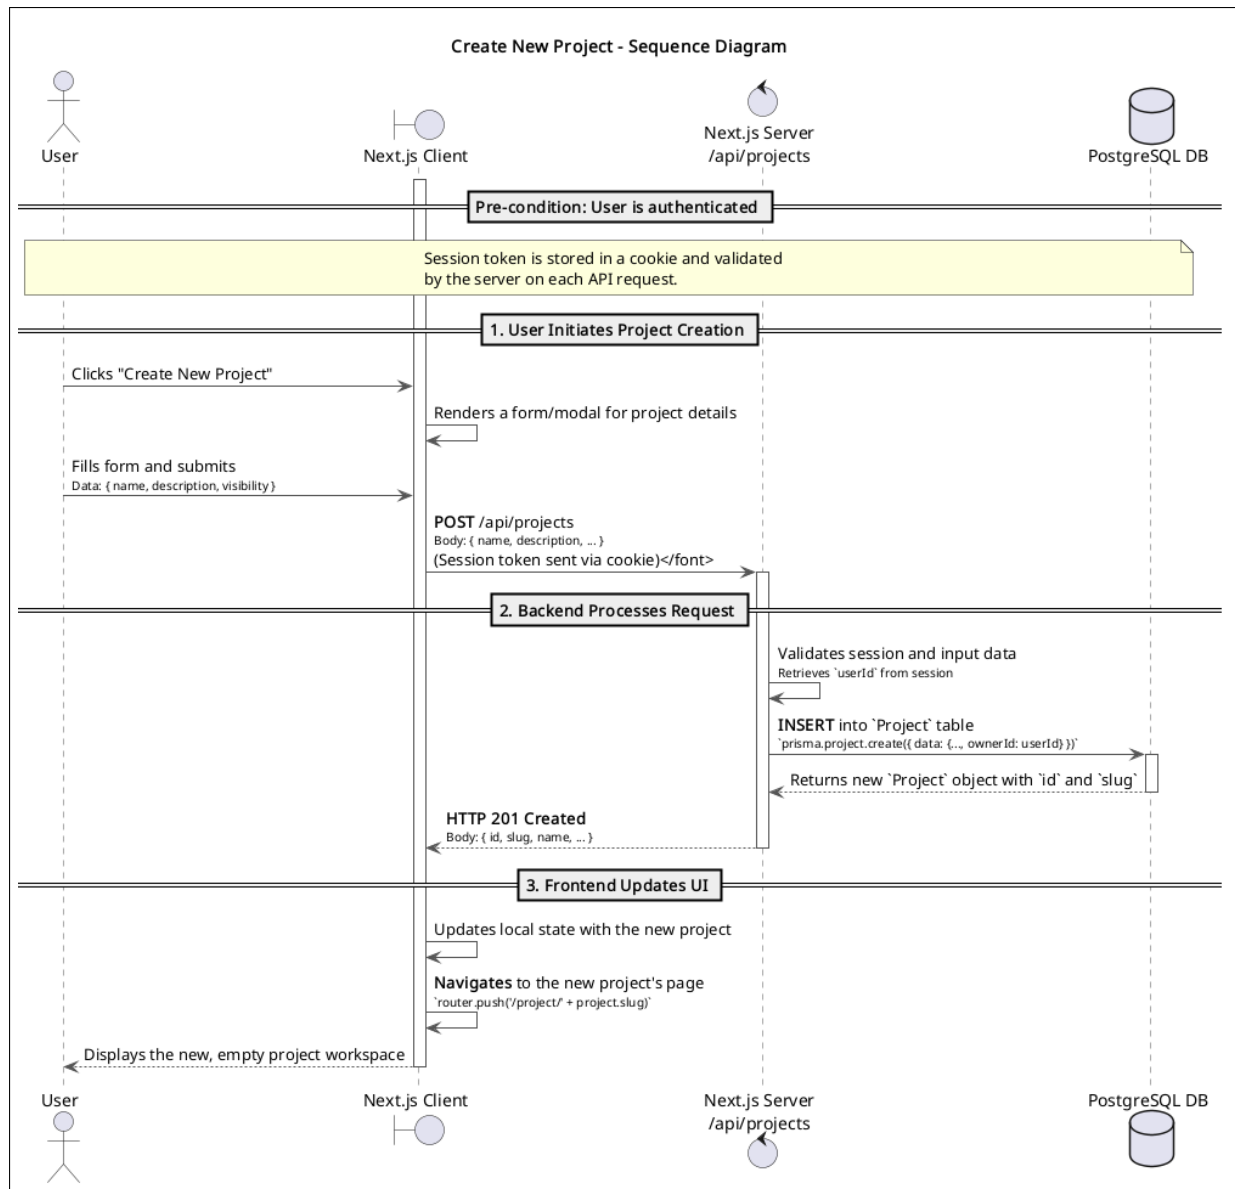 Create New Project - Sequence Diagram
User
Next.js Client
Next.js Server
/api/projects
PostgreSQL DB
Pre-condition: User is authenticated
Session token is stored in a cookie and validated
by the server on each API request.
1. User Initiates Project Creation
Clicks "Create New Project"
Renders a form/modal for project details
Fills form and submits
Data: { name, description, visibility }
POST /api/projects
Body: { name, description, ... }
(Session token sent via cookie)</font>
2. Backend Processes Request
Validates session and input data
Retrieves `userId` from session
INSERT into `Project` table
`prisma.project.create({ data: {..., ownerId: userId} })`
Returns new `Project` object with `id` and `slug`
HTTP 201 Created
Body: { id, slug, name, ... }
3. Frontend Updates UI
Updates local state with the new project
Navigates to the new project's page
`router.push('/project/' + project.slug)`
Displays the new, empty project workspace
User
Next.js Client
Next.js Server
/api/projects
PostgreSQL DB